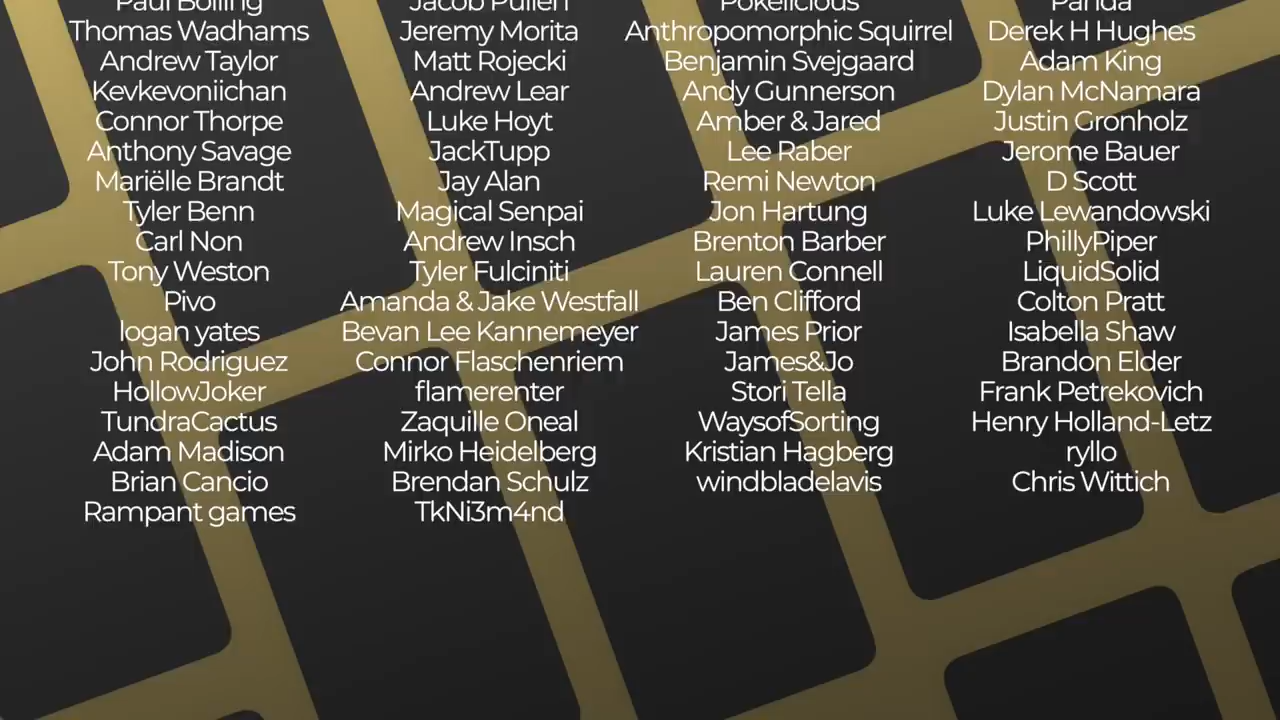 Paul Bolling
Thomas Wadhams
Andrew Taylor
Kevkevoniichan
Connor Thorpe
Anthony Savage
Mariëlle Brandt
Tyler Benn
Carl Non
Tony Weston
Pivo
logan yates
John Rodriguez
HollowJoker
TundraCactus
Adam Madison
Brian Cancio
Rampant games
Jacob Pullen
Jeremy Morita
Matt Rojecki
Andrew Lear
Luke Hoyt
JackTupp
Jay Alan
Magical Senpai
Andrew Insch
Tyler Fulciniti
Amanda & Jake Westfall
Bevan Lee Kannemeyer
Connor Flaschenriem
flamerenter
Zaquille Oneal
Mirko Heidelberg
Brendan Schulz
TkNi3m4nd
Pokelicious
Anthropomorphic Squirrel
Benjamin Svejgaard
Andy Gunnerson
Amber & Jared
Lee Raber
Remi Newton
Jon Hartung
Brenton Barber
Lauren Connell
Ben Clifford
James Prior
James&Jo
Stori Tella
WaysofSorting
Kristian Hagberg
windbladelavis
Panda
Derek H Hughes
Adam King
Dylan McNamara
Justin Gronholz
Jerome Bauer
D Scott
Luke Lewandowski
PhillyPiper
LiquidSolid
Colton Pratt
Isabella Shaw
Brandon Elder
Frank Petrekovich
Henry Holland-Letz
ryllo
Chris Wittich